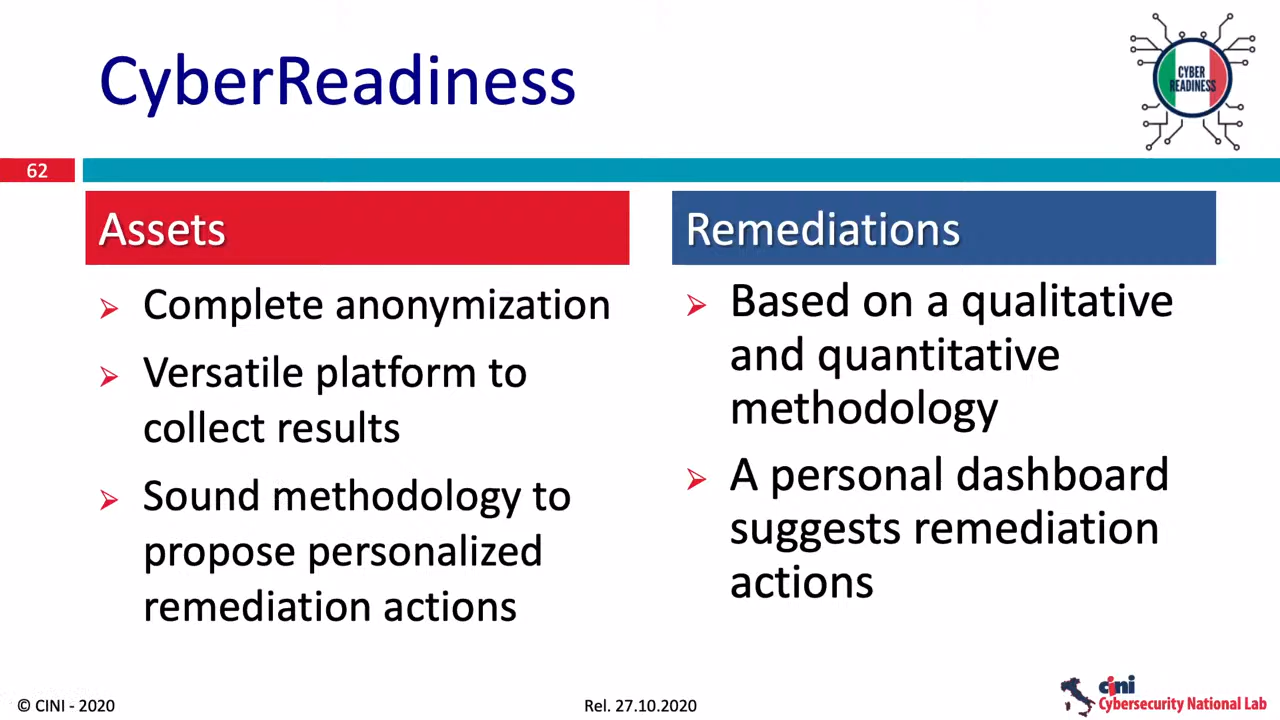 CyberReadiness
CYBER
READINESS
62
Assets
Complete anonymization
Versatile platform to
collect results
Sound methodology to
propose personalized
remediation actions
Remediations
Based on a qualitative
and quantitative
methodology
A personal dashboard
suggests remediation
actions
© CINI - 2020
Rel. 27.10.2020
cini
Cybersecurity National Lab